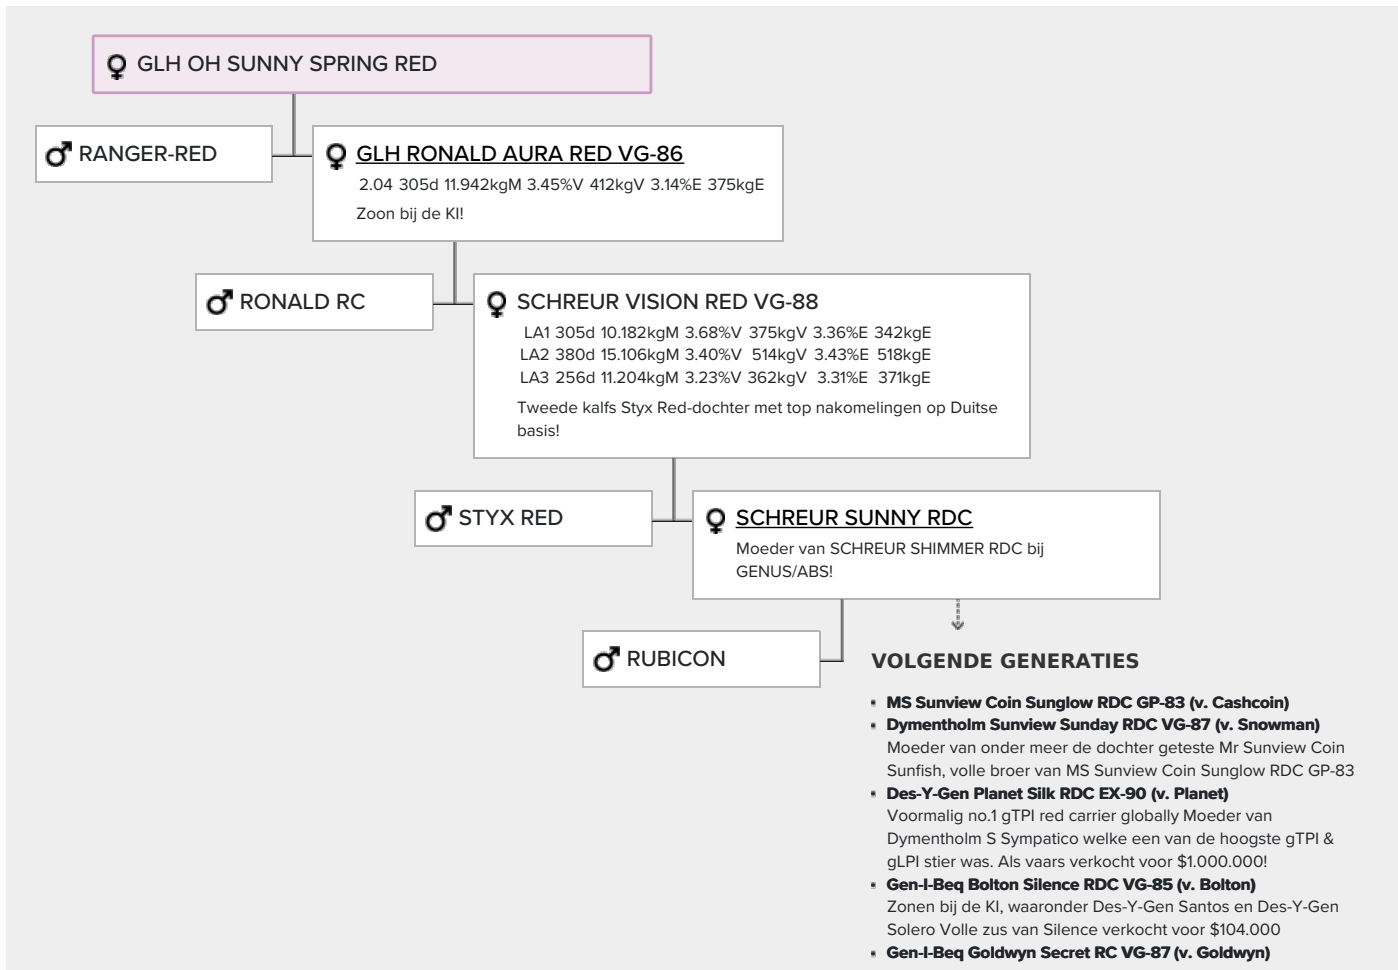 GLH OH SUNNY SPRING RED
RANGER-RED
GLH RONALD AURA RED VG-86
2.04 305d 11.942kgM 3.45%V 412kgV 3.14%E 375kgE
Zoon bij de KI!
RONALD RC
SCHREUR VISION RED VG-88
LA1 305d 10.182kgM 3.68%V 375kgV 3.36%E 342kgE
LA2 380d 15.106kgM 3.40%V 514kgV 3.43%E 518kgE
LA3 256d 11.204kgM 3.23%V 362kgV 3.31%E 371kgE
Tweede kalfs Styx Red-dochter met top nakomelingen op Duitse
basis!
STYX RED
SCHREUR SUNNY RDC
Moeder van SCHREUR SHIMMER RDC bij
GENUS/ABS!
RUBICON
VOLGENDE GENERATIES
MS Sunview Coin Sunglow RDC GP-83 (v. Cashcoin)
Dymentholm Sunview Sunday RDC VG-87 (v. Snowman)
Moeder van onder meer de dochter geteste Mr Sunview Coin
Sunfish, volle broer van MS Sunview Coin Sunglow RDC GP-83
Des-Y-Gen Planet Silk RDC EX-90 (v. Planet)
Voormalig no.1 gTPI red carrier globally Moeder van
Dymentholm S Sympatico welke een van de hoogste gTPI &
gLPI stier was. Als vaars verkocht voor $1.000.000!
Gen-I-Beq Bolton Silence RDC VG-85 (v. Bolton)
Zonen bij de KI, waaronder Des-Y-Gen Santos en Des-Y-Gen
Solero Volle zus van Silence verkocht voor $104.000
Gen-I-Beq Goldwyn Secret RC VG-87 (v. Goldwyn)